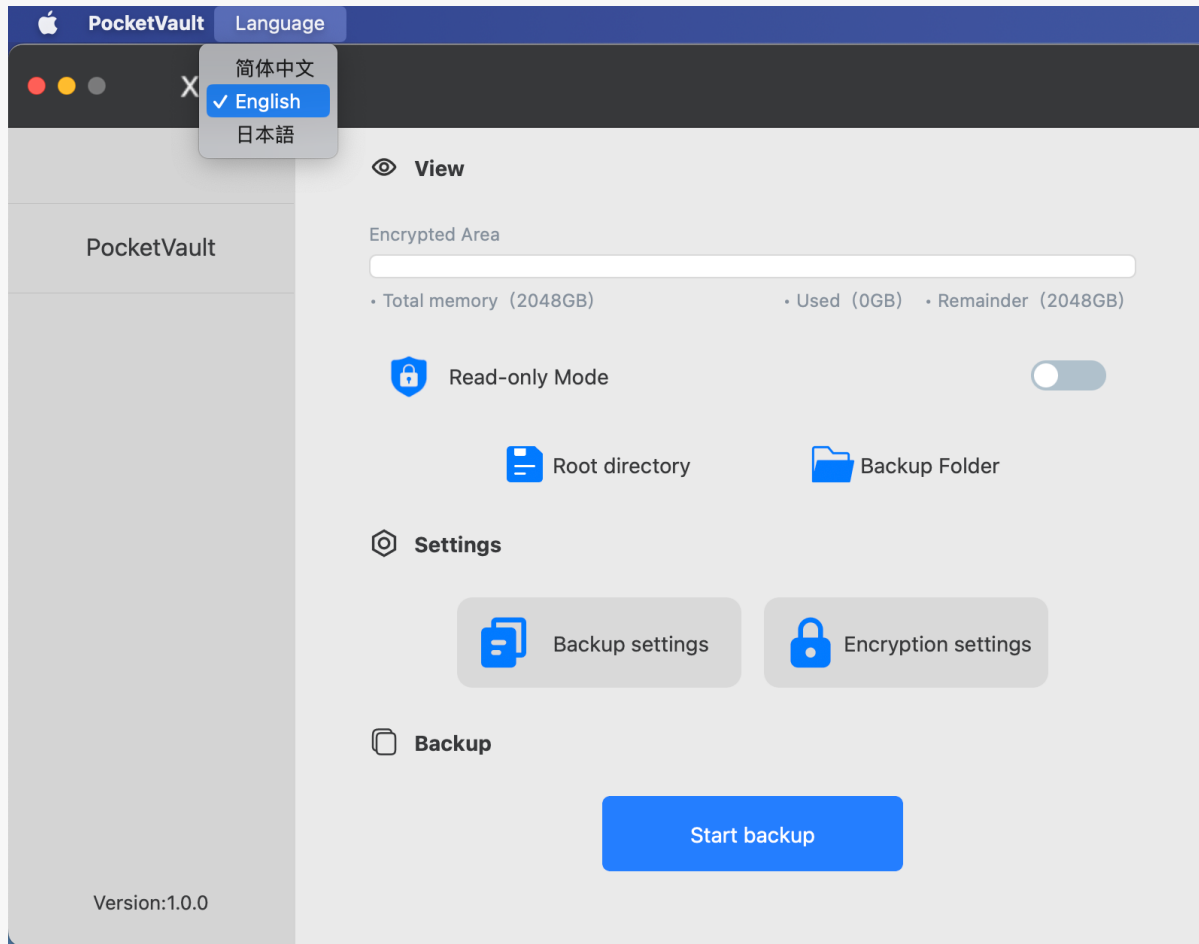 PocketVault Language
简体中文
English
日本語
X
View
PocketVault
Encrypted Area
• Total memory（2048GB） • Used（0GB） • Remainder（2048GB）
Read-only Mode
Root directory Backup Folder
Settings
Backup settings Encryption settings
Backup
Start backup
Version:1.0.0